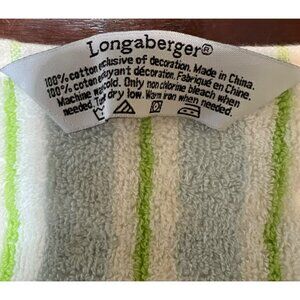 Longaberger®
100% cotton exclusive of decoration. Made in China.
100% coton excluyant décoration. Fabriqué en Chine.
Machine wash cold. Only non chlorine bleach when
needed. Tumble dry low. Warm iron when needed.